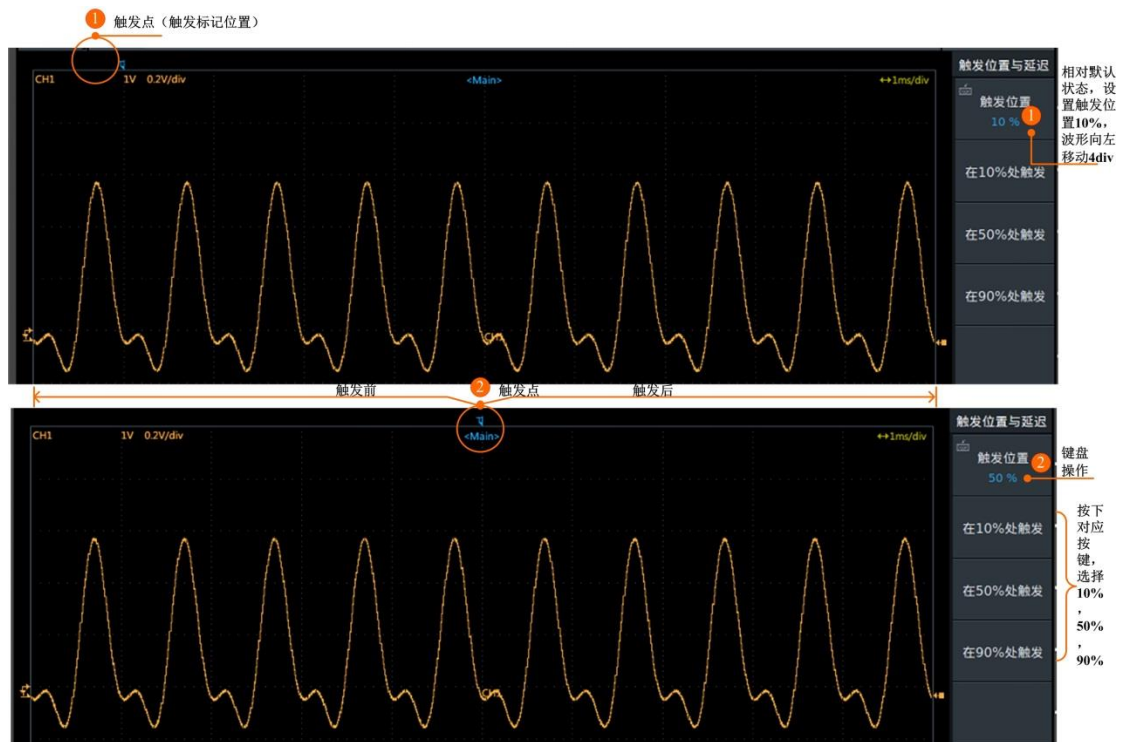 1 触发点（触发标记位置）
CH1 1V 0.2V/div <Main> ↔1ms/div
触发位置与延迟
触发位置
10 %
1
在10%处触发
在50%处触发
在90%处触发
CH1
相对默认
状态，设
置触发位
置10%，
波形向左
移动4div
触发前 2 触发点 触发后
CH1 1V 0.2V/div <Main> ↔1ms/div
触发位置与延迟
触发位置
50 %
2
在10%处触发
在50%处触发
在90%处触发
CH1
键盘
操作
按下
对应
按
键，
选择
10%
，
50%
，
90%